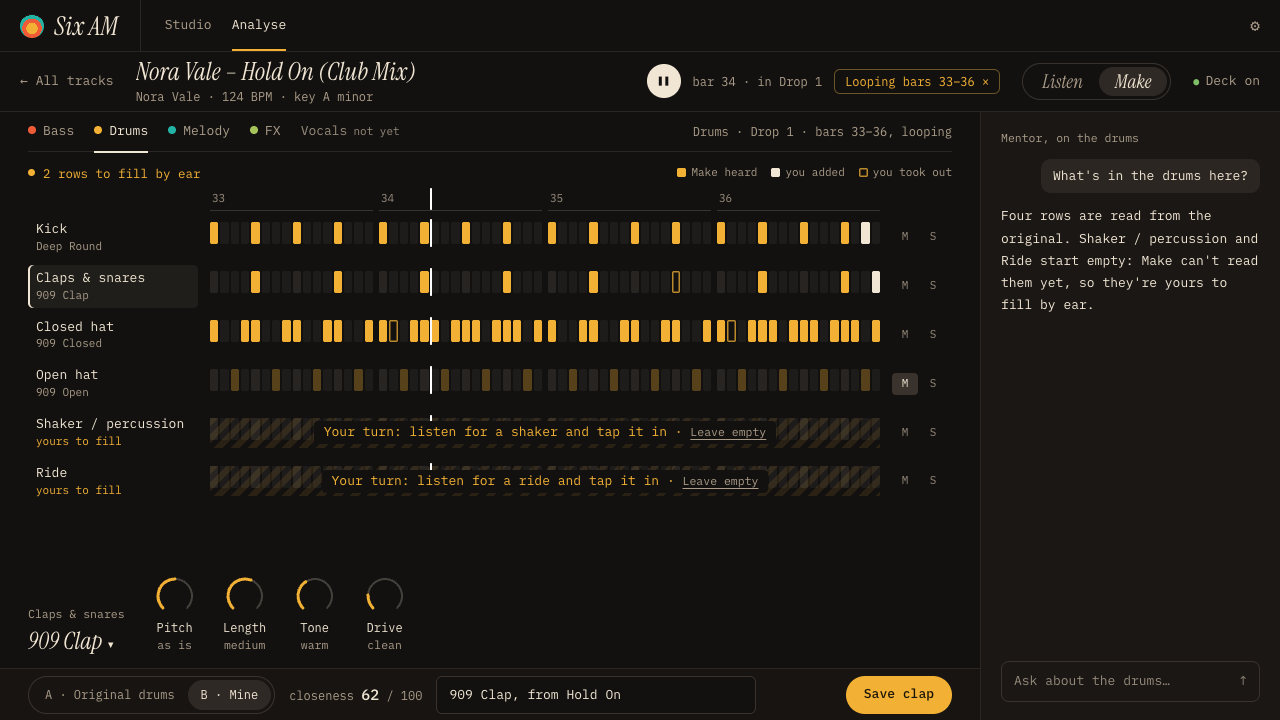 Six AM
Studio Analyse
⚙
← All tracks
Nora Vale – Hold On (Club Mix)
Nora Vale · 124 BPM · key A minor
bar 34 · in Drop 1
Looping bars 33–36 ×
Listen Make
Deck on
Bass Drums Melody FX Vocals not yet
Drums · Drop 1 · bars 33–36, looping
2 rows to fill by ear
Make heard you added you took out
33 34 35 36
Kick
Deep Round
M S
Claps & snares
909 Clap
M S
Closed hat
909 Closed
M S
Open hat
909 Open
M S
Shaker / percussion
yours to fill
Your turn: listen for a shaker and tap it in · Leave empty
M S
Ride
yours to fill
Your turn: listen for a ride and tap it in · Leave empty
M S
Claps & snares
909 Clap ▾
Pitch
as is
Length
medium
Tone
warm
Drive
clean
A · Original drums B · Mine
closeness 62 / 100
909 Clap, from Hold On
Save clap
Mentor, on the drums
What's in the drums here?
Four rows are read from the
original. Shaker / percussion and
Ride start empty: Make can't read
them yet, so they're yours to
fill by ear.
Ask about the drums… ↑